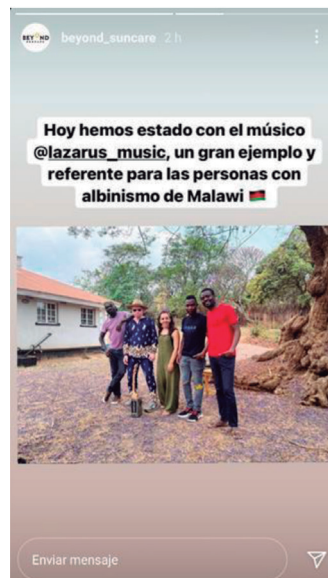 BEYOND
beyond_suncare 2 h
Hoy hemos estado con el músico
@lazarus_music, un gran ejemplo y
referente para las personas con
albinismo de Malawi 🇲🇼
Enviar mensaje